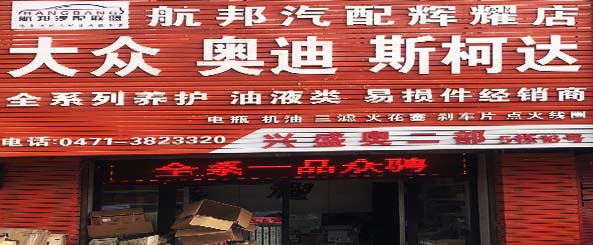 HANGBANG
航邦汽配联盟
航邦汽配辉耀店
大众 奥迪 斯柯达
全系列养护 油液类 易损件经销商
电瓶 机油 三滤 火花塞 刹车片 点火线圈
电话:0471-3823320
兴盛奥二部
全系一品众骋